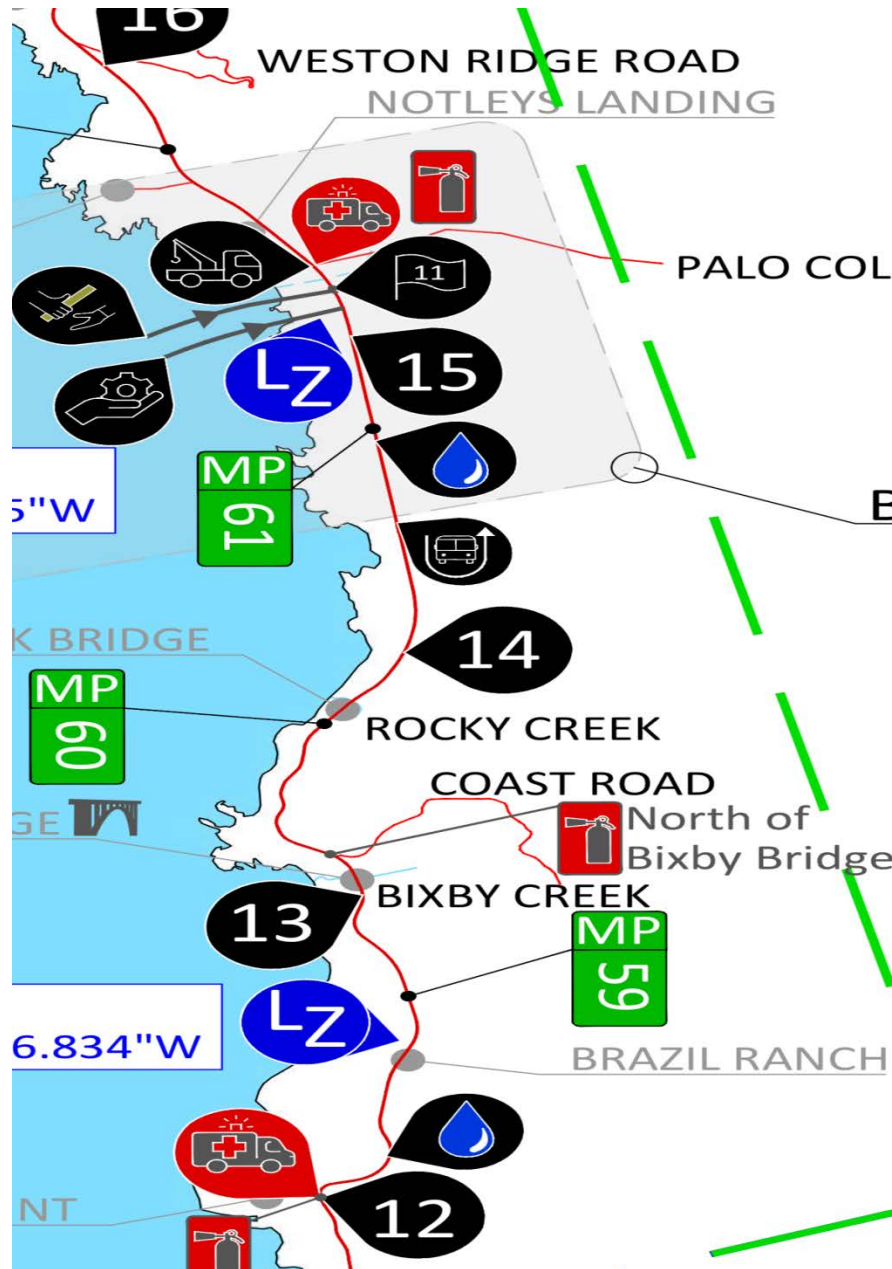 16
WESTON RIDGE ROAD
NOTLEYS LANDING
11
PALO COL
15
LZ
MP
61
5"W
B
14
K BRIDGE
MP
60
ROCKY CREEK
COAST ROAD
GE
North of
Bixby Bridge
BIXBY CREEK
13
MP
59
LZ
6.834"W
BRAZIL RANCH
12
NT